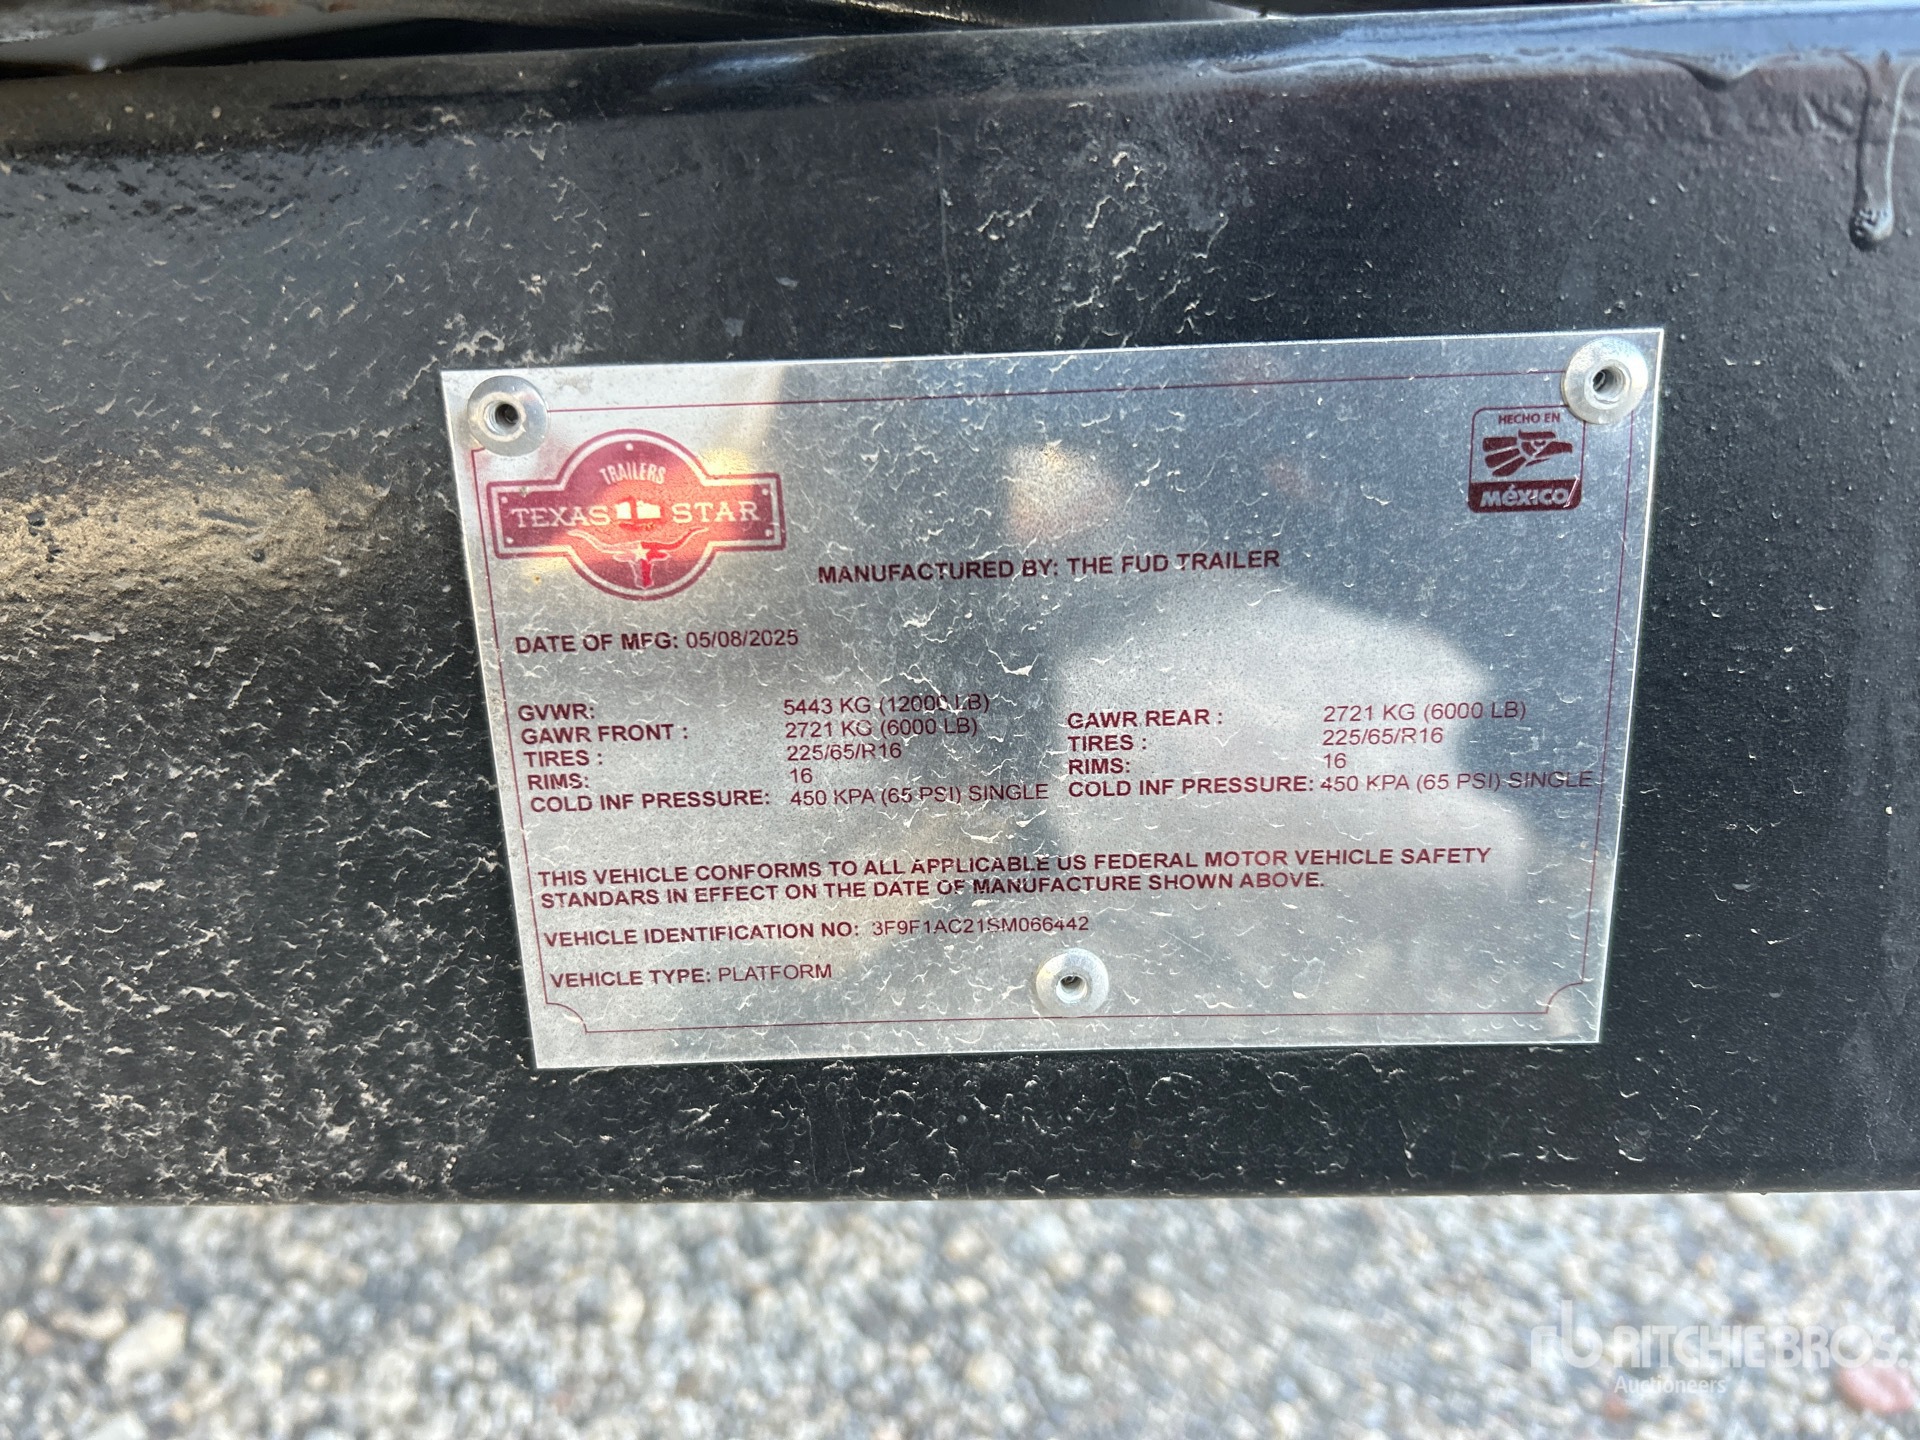 TRAILERS
TEXAS STAR
HECHO EN
MÉXICO
MANUFACTURED BY: THE FUD TRAILER
DATE OF MFG: 05/08/2025
GVWR: 5443 KG (12000 LB)
GAWR FRONT : 2721 KG (6000 LB)
TIRES : 225/65/R16
RIMS: 16
COLD INF PRESSURE: 450 KPA (65 PSI) SINGLE
GAWR REAR : 2721 KG (6000 LB)
TIRES : 225/65/R16
RIMS: 16
COLD INF PRESSURE: 450 KPA (65 PSI) SINGLE
THIS VEHICLE CONFORMS TO ALL APPLICABLE US FEDERAL MOTOR VEHICLE SAFETY
STANDARS IN EFFECT ON THE DATE OF MANUFACTURE SHOWN ABOVE.
VEHICLE IDENTIFICATION NO: 3F9F1AC21SM066442
VEHICLE TYPE: PLATFORM
rb RITCHIE BROS.
Auctioneers